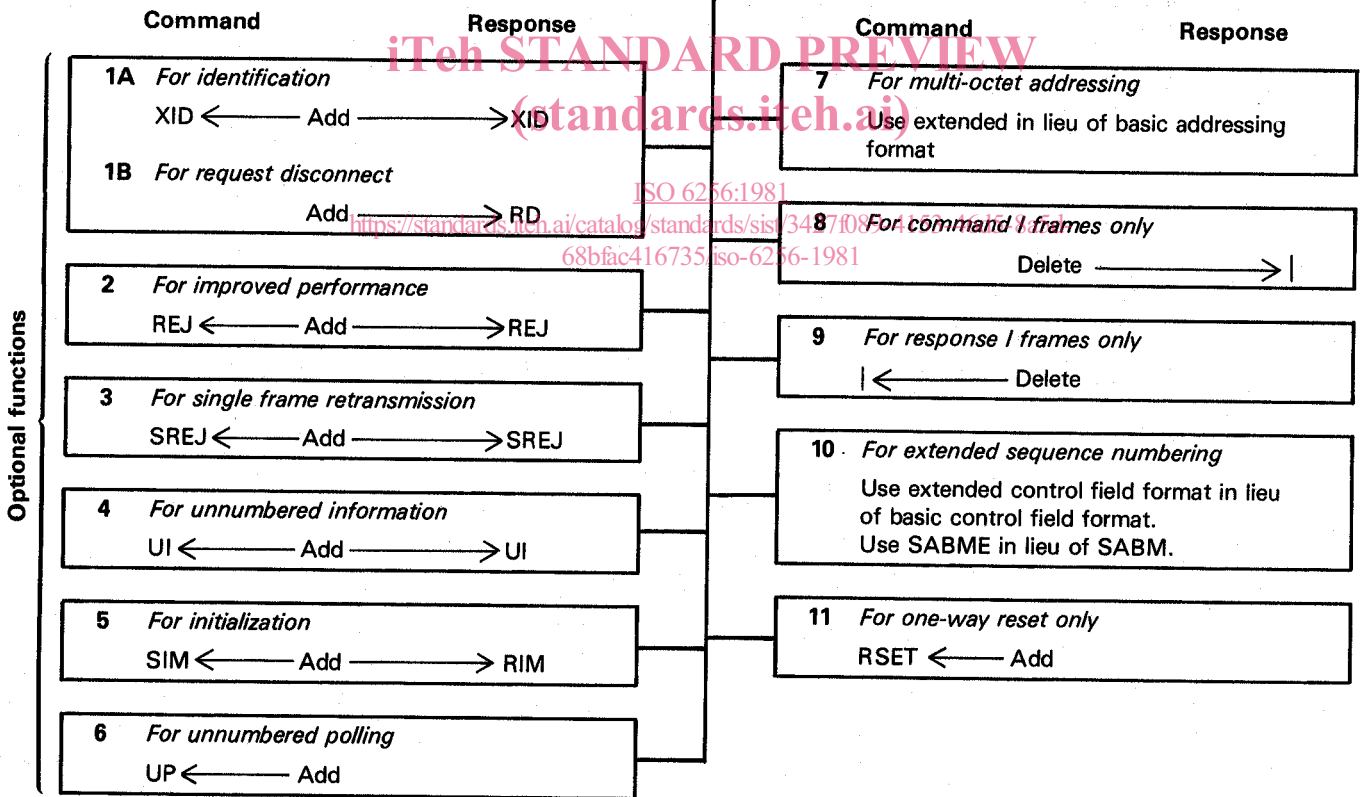 Command Response
Optional functions
1A For identification
XID Add XID
1B For request disconnect
Add RD
2 For improved performance
REJ Add REJ
3 For single frame retransmission
SREJ Add SREJ
4 For unnumbered information
UI Add UI
5 For initialization
SIM Add RIM
6 For unnumbered polling
UP Add
Command Response
7 For multi-octet addressing
Use extended in lieu of basic addressing
format
8 For command I frames only
Delete I
9 For response I frames only
I Delete
10 For extended sequence numbering
Use extended control field format in lieu
of basic control field format.
Use SABME in lieu of SABM.
11 For one-way reset only
RSET Add
iTeh STANDARD PREVIEW
(standards.iteh.ai)
ISO 6256:1981
68bfac416735/iso-6256-1981